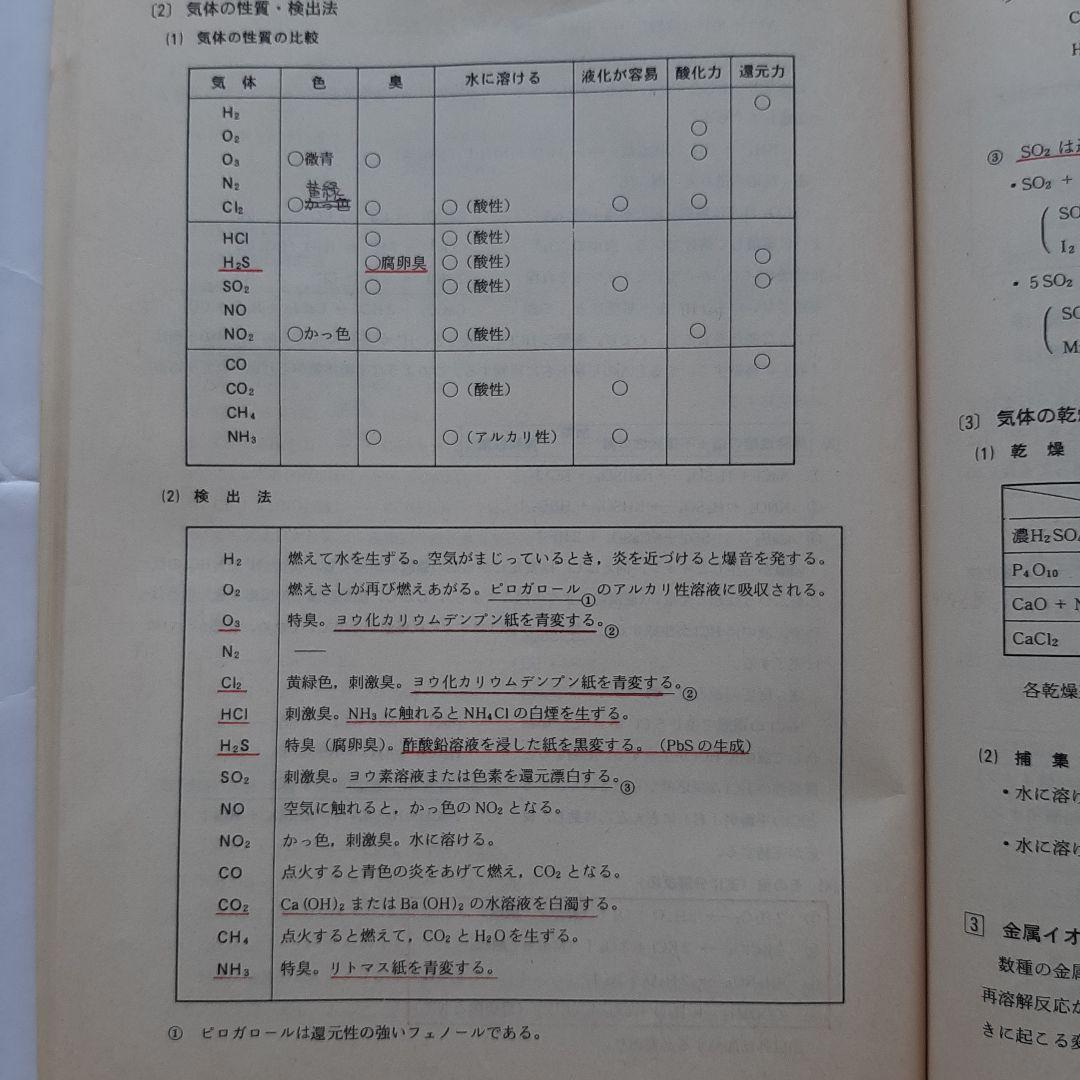 〔2〕 気体の性質・検出法
(1) 気体の性質の比較
気体 色 臭 水に溶ける 液化が容易 酸化力 還元力
H₂ ○
O₂ ○
O₃ ○微青 ○ ○
N₂
黄緑
Cl₂ ○かっ色 ○ ○(酸性) ○ ○
HCl ○ ○(酸性)
H₂S ○腐卵臭 ○(酸性) ○
SO₂ ○ ○(酸性) ○ ○
NO
NO₂ ○かっ色 ○ ○(酸性) ○
CO ○
CO₂ ○(酸性) ○
CH₄
NH₃ ○ ○(アルカリ性) ○
(2) 検出法
H₂ 燃えて水を生ずる。空気がまじっているとき,炎を近づけると爆音を発する。
O₂ 燃えさしが再び燃えあがる。ピロガロール①のアルカリ性溶液に吸収される。
O₃ 特臭。ヨウ化カリウムデンプン紙を青変する。②
N₂ ——
Cl₂ 黄緑色,刺激臭。ヨウ化カリウムデンプン紙を青変する。②
HCl 刺激臭。NH₃に触れるとNH₄Clの白煙を生ずる。
H₂S 特臭(腐卵臭)。酢酸鉛溶液を浸した紙を黒変する。(PbSの生成)
SO₂ 刺激臭。ヨウ素溶液または色素を還元漂白する。③
NO 空気に触れると,かっ色のNO₂となる。
NO₂ かっ色,刺激臭。水に溶ける。
CO 点火すると青色の炎をあげて燃え,CO₂となる。
CO₂ Ca(OH)₂またはBa(OH)₂の水溶液を白濁する。
CH₄ 点火すると燃えて,CO₂とH₂Oを生ずる。
NH₃ 特臭。リトマス紙を青変する。
① ピロガロールは還元性の強いフェノールである。
③ SO₂は
・SO₂ +
SO
I₂
・5SO₂
SO
M
〔3〕 気体の乾
(1) 乾燥
濃H₂SO₄
P₄O₁₀
CaO + N
CaCl₂
各乾燥
(2) 捕集
・水に溶け
・水に溶け
3 金属イオ
数種の金属
再溶解反応が
きに起こる変